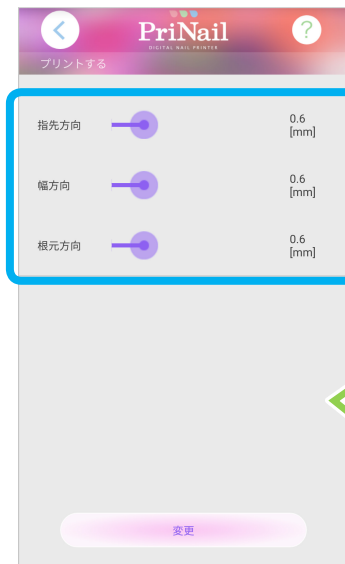 PriNail
DIGITAL NAIL PRINTER
?
プリントする
指先方向 0.6
[mm]
幅方向 0.6
[mm]
根元方向 0.6
[mm]
変更